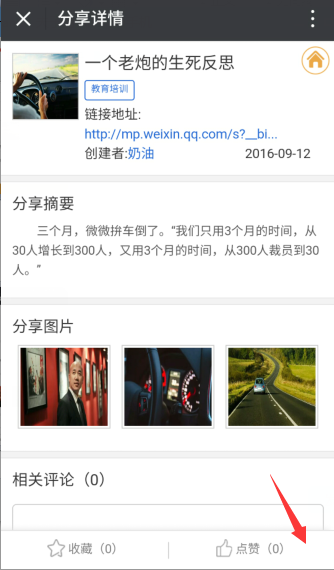 分享详情
一个老炮的生死反思
教育培训
链接地址:
http://mp.weixin.qq.com/s?__bi...
创建者:奶油 2016-09-12
分享摘要
三个月，微微拚车倒了。“我们只用3个月的时间，从
30人增长到300人，又用3个月的时间，从300人裁员到30
人。”
分享图片
相关评论（0）
收藏（0） 点赞（0）